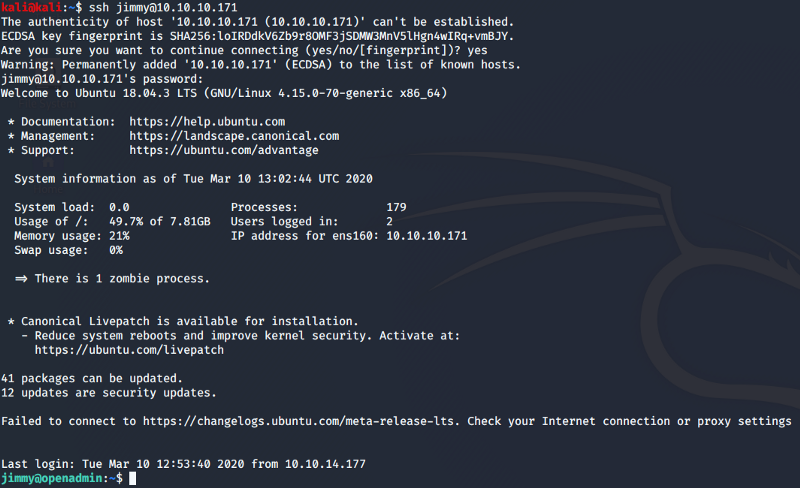 kali@kali:~$ ssh jimmy@10.10.10.171
The authenticity of host '10.10.10.171 (10.10.10.171)' can't be established.
ECDSA key fingerprint is SHA256:loIRDdkV6Zb9r8OMF3jSDMW3MnV5lHgn4wIRq+vmBJY.
Are you sure you want to continue connecting (yes/no/[fingerprint])? yes
Warning: Permanently added '10.10.10.171' (ECDSA) to the list of known hosts.
jimmy@10.10.10.171's password:
Welcome to Ubuntu 18.04.3 LTS (GNU/Linux 4.15.0-70-generic x86_64)
* Documentation:  https://help.ubuntu.com
* Management:     https://landscape.canonical.com
* Support:        https://ubuntu.com/advantage
System information as of Tue Mar 10 13:02:44 UTC 2020
System load:  0.0               Processes:             179
Usage of /:   49.7% of 7.81GB   Users logged in:       2
Memory usage: 21%               IP address for ens160: 10.10.10.171
Swap usage:   0%
=> There is 1 zombie process.
* Canonical Livepatch is available for installation.
- Reduce system reboots and improve kernel security. Activate at:
https://ubuntu.com/livepatch
41 packages can be updated.
12 updates are security updates.
Failed to connect to https://changelogs.ubuntu.com/meta-release-lts. Check your Internet connection or proxy settings
Last login: Tue Mar 10 12:53:40 2020 from 10.10.14.177
jimmy@openadmin:~$